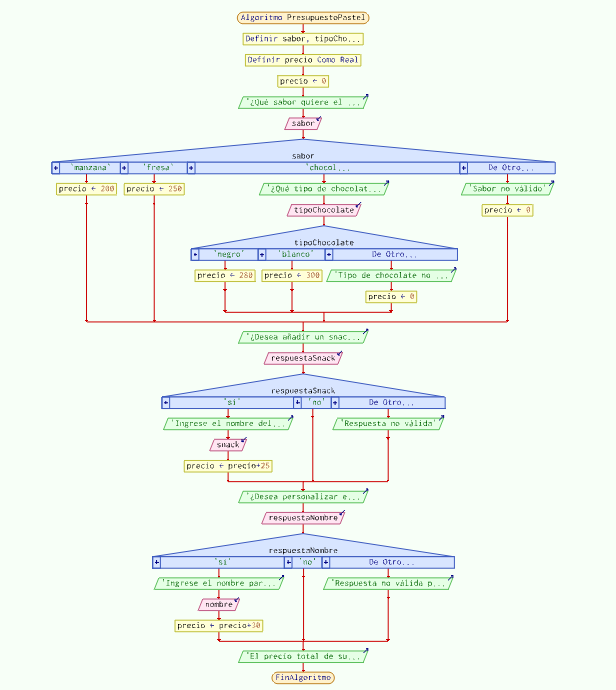 Algoritmo PresupuestoPastel
Definir sabor, tipoCho...
Definir precio Como Real
precio ← 0
'¿Qué sabor quiere el ...'
sabor
sabor
'manzana' 'fresa' 'chocol... De Otro...
precio ← 200 precio ← 250 '¿Qué tipo de chocolat...' 'Sabor no válido'
tipoChocolate precio ← 0
tipoChocolate
'negro' 'blanco' De Otro...
precio ← 280 precio ← 300 'Tipo de chocolate no ...'
precio ← 0
'¿Desea añadir un snac...'
respuestaSnack
respuestaSnack
'si' 'no' De Otro...
'Ingrese el nombre del...' 'Respuesta no válida'
snack
precio ← precio+25
'¿Desea personalizar e...'
respuestaNombre
respuestaNombre
'si' 'no' De Otro...
'Ingrese el nombre par...' 'Respuesta no válida p...'
nombre
precio ← precio+30
'El precio total de su...'
FinAlgoritmo